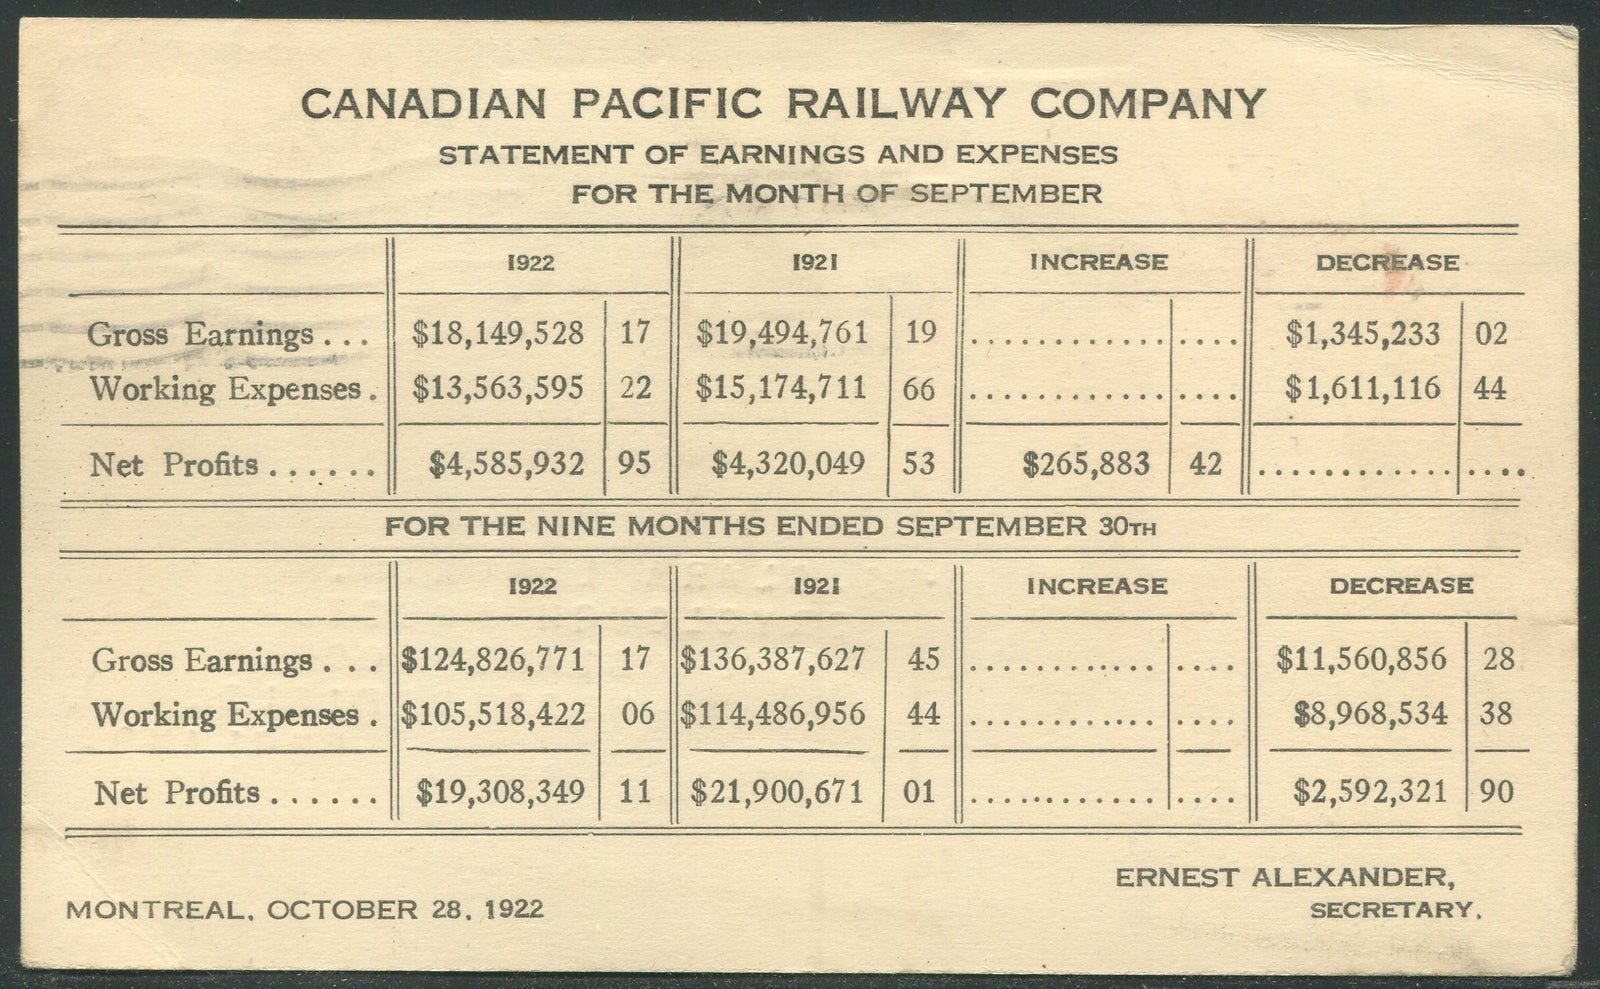 CANADIAN PACIFIC RAILWAY COMPANY
STATEMENT OF EARNINGS AND EXPENSES
FOR THE MONTH OF SEPTEMBER
1922 1921 INCREASE DECREASE
Gross Earnings... $18,149,528 17 $19,494,761 19 ................ $1,345,233 02
Working Expenses. $13,563,595 22 $15,174,711 66 ................ $1,611,116 44
Net Profits...... $4,585,932 95 $4,320,049 53 $265,883 42 ................
FOR THE NINE MONTHS ENDED SEPTEMBER 30TH
1922 1921 INCREASE DECREASE
Gross Earnings... $124,826,771 17 $136,387,627 45 ................ $11,560,856 28
Working Expenses. $105,518,422 06 $114,486,956 44 ................ $8,968,534 38
Net Profits...... $19,308,349 11 $21,900,671 01 ................ $2,592,321 90
ERNEST ALEXANDER,
MONTREAL, OCTOBER 28, 1922 SECRETARY.